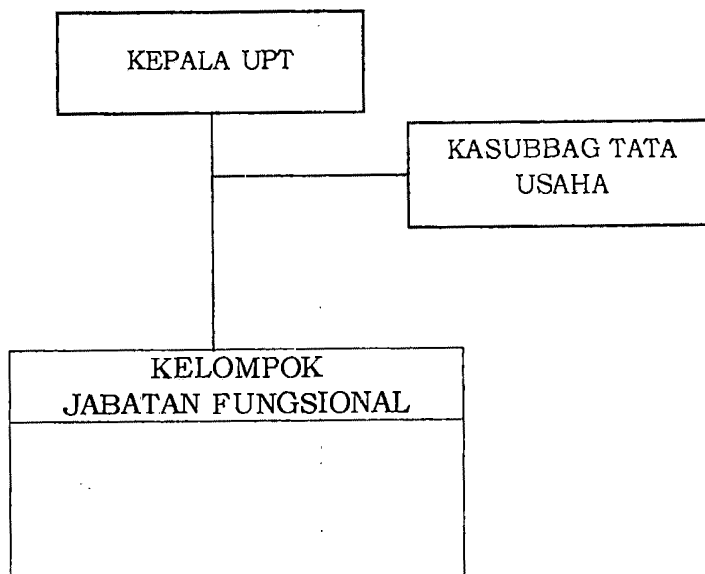 KEPALA UPT
KASUBBAG TATA
USAHA
KELOMPOK
JABATAN FUNGSIONAL